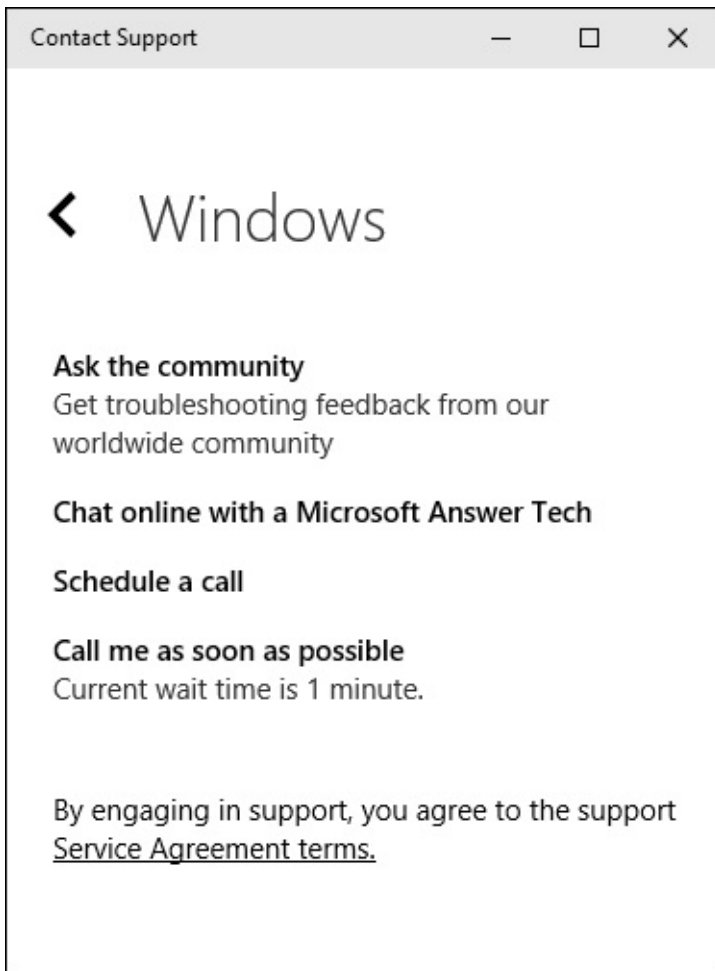 Contact Support
Windows
Ask the community
Get troubleshooting feedback from our
worldwide community
Chat online with a Microsoft Answer Tech
Schedule a call
Call me as soon as possible
Current wait time is 1 minute.
By engaging in support, you agree to the support
Service Agreement terms.